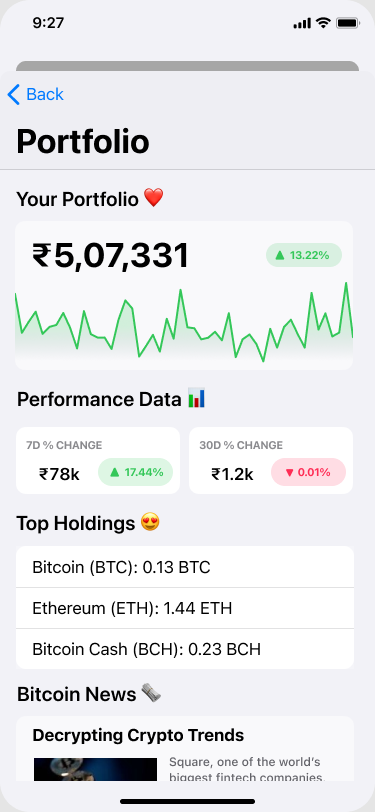 9:27
Back
Portfolio
Your Portfolio ❤️
₹5,07,331
▲ 13.22%
Performance Data 📊
7D % CHANGE
₹78k
▲ 17.44%
30D % CHANGE
₹1.2k
▼ 0.01%
Top Holdings 😍
Bitcoin (BTC): 0.13 BTC
Ethereum (ETH): 1.44 ETH
Bitcoin Cash (BCH): 0.23 BCH
Bitcoin News 🗞️
Decrypting Crypto Trends
Square, one of the world's
biggest fintech companies,